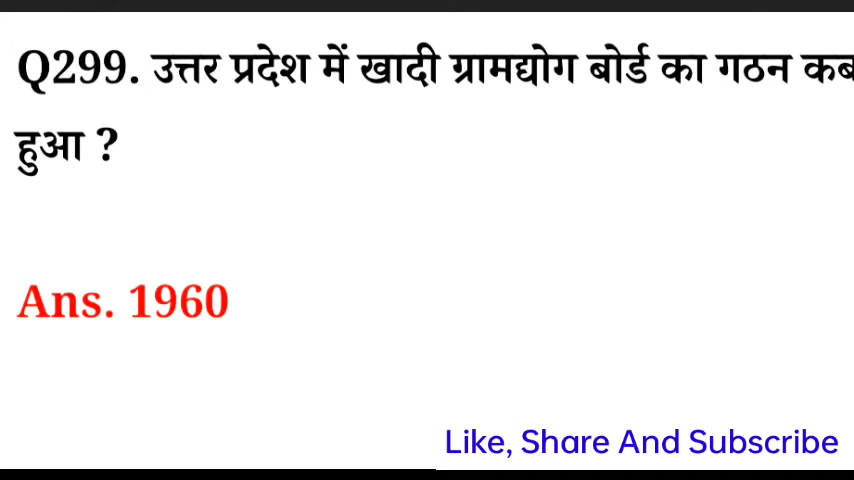 Q299. उत्तर प्रदेश में खादी ग्रामद्योग बोर्ड का गठन कब
हुआ ?
Ans. 1960
Like, Share And Subscribe